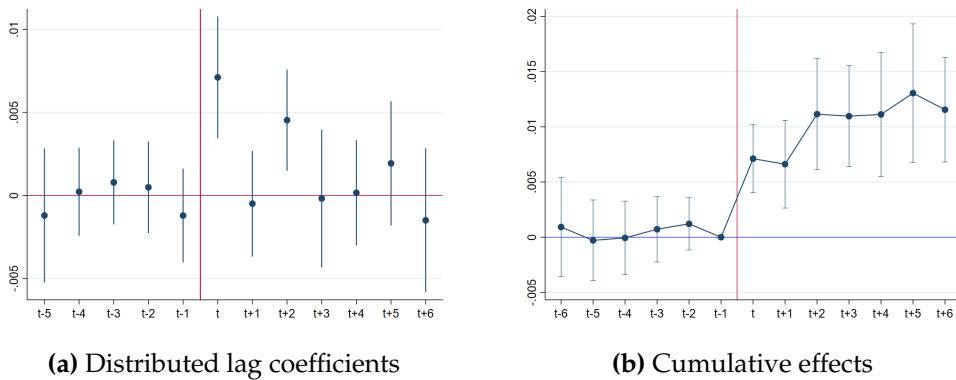 .01
.005
0
-.005
t-5 t-4 t-3 t-2 t-1 t t+1 t+2 t+3 t+4 t+5 t+6
(a) Distributed lag coefficients
.02
.015
.01
.005
0
-.005
t-6 t-5 t-4 t-3 t-2 t-1 t t+1 t+2 t+3 t+4 t+5 t+6
(b) Cumulative effects